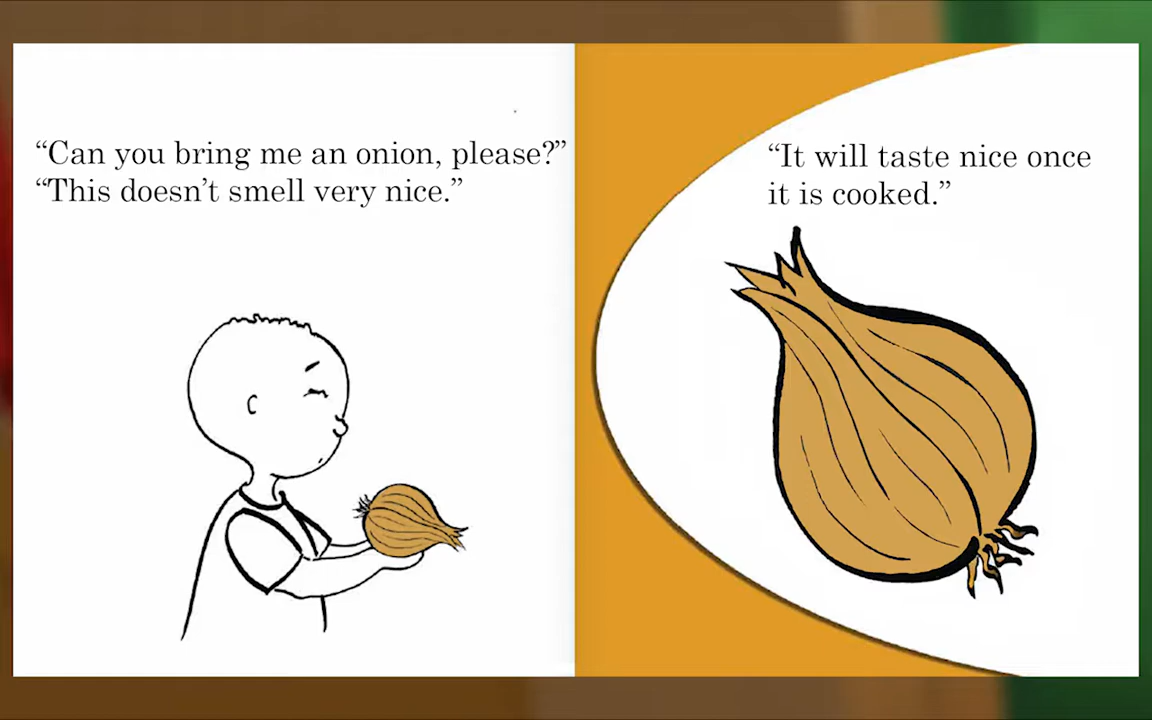 “Can you bring me an onion, please?”
“This doesn’t smell very nice.”
“It will taste nice once
it is cooked.”